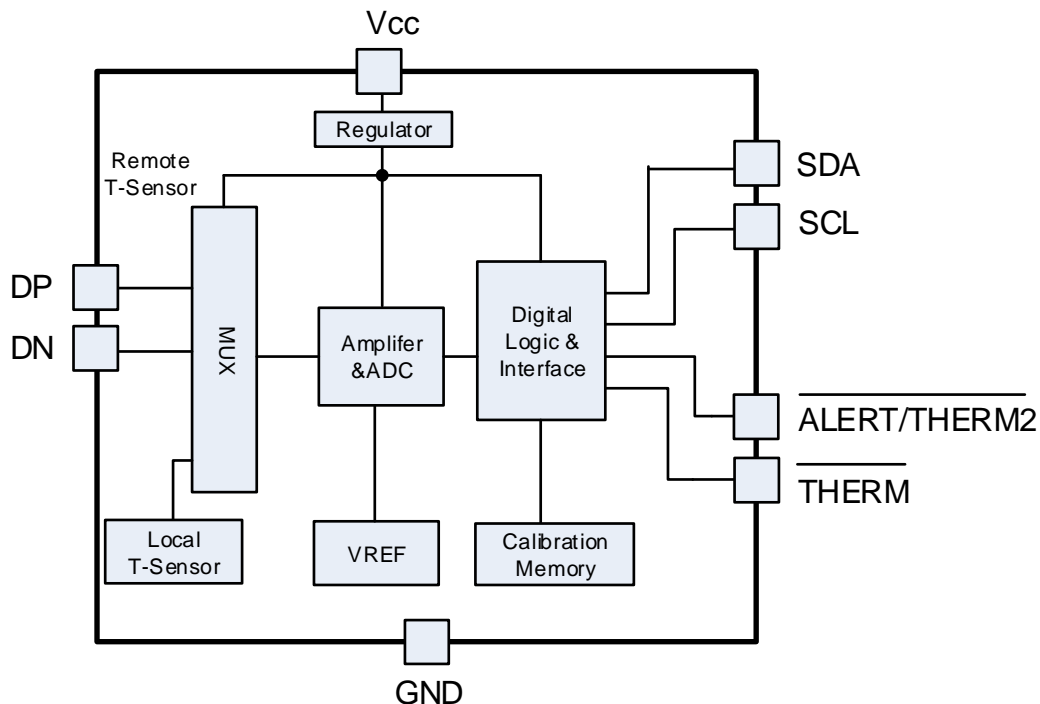 Vcc
Regulator
Remote
T-Sensor
SDA
SCL
DP
DN
MUX
Amplifer
&ADC
Digital
Logic &
Interface
ALERT/THERM2
THERM
Local
T-Sensor
VREF
Calibration
Memory
GND